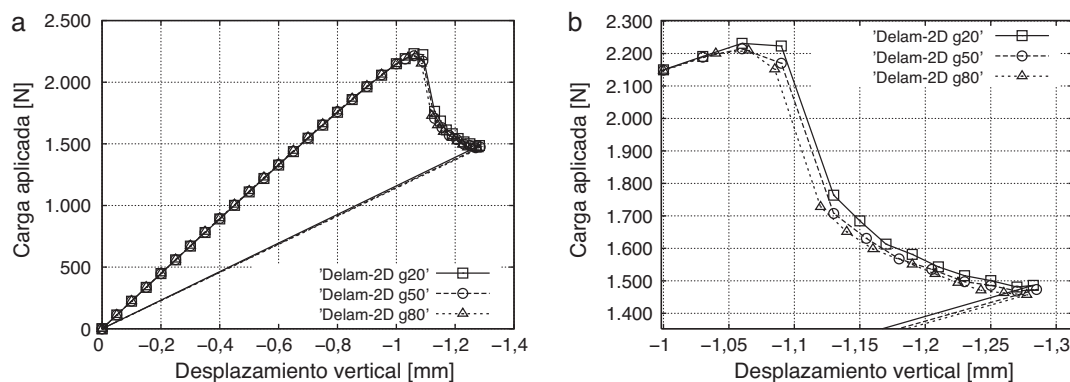 a
2.500
2.000
1.500
1.000
500
0
Carga aplicada [N]
0 −0,2 −0,4 −0,6 −0,8 −1 −1,2 −1,4
Desplazamiento vertical [mm]
'Delam-2D g20'
'Delam-2D g50'
'Delam-2D g80'
b
2.300
2.200
2.100
2.000
1.900
1.800
1.700
1.600
1.500
1.400
Carga aplicada [N]
−1 −1,05 −1,1 −1,15 −1,2 −1,25 −1,3
Desplazamiento vertical [mm]
'Delam-2D g20'
'Delam-2D g50'
'Delam-2D g80'